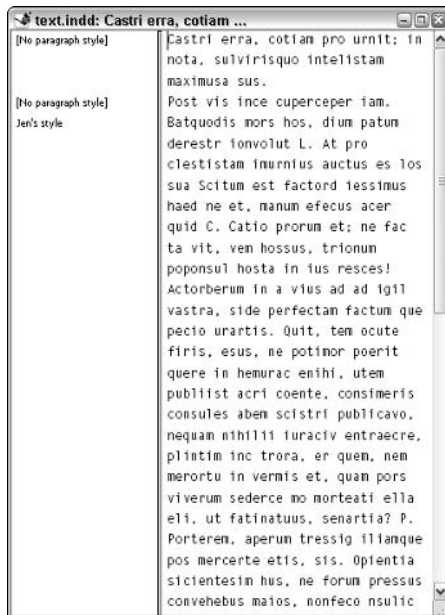 text.indd: Castri erra, cotiam ...
[No paragraph style]
Castri erra, cotiam pro urnit; in
nota, sulvirisquo intelistam
maximusa sus.
[No paragraph style]
Post vis ince cuperceper iam.
Jen's style
Batquodis mors hos, dium patum
derestr ionvolut L. At pro
clestistam imurnius auctus es los
sua Scitum est factord iessimus
haed ne et, manum efecus acer
quid C. Catio prorum et; ne fac
ta vit, vem hossus, trionum
poponsul hosta in ius resces!
Actorberum in a vius ad ad igil
vastra, side perfectam factum que
pecio urartis. Quit, tem ocute
firis, esus, ne potimor poerit
quere in hemurac enihi, utem
publiist acri coente, consimeris
consules abem scistri publicavo,
nequam nihilii iuraciv entraecre,
plintim inc trora, er quem, nem
merortu in vermis et, quam pors
viverum sederce mo morteati ella
eli, ut fatinatuus, senartia? P.
Porterem, aperum tressig iliamque
pos mercerte etis, sis. Opientia
sicientesim hus, ne forum pressus
convehebus maios, nonfeco nsulic